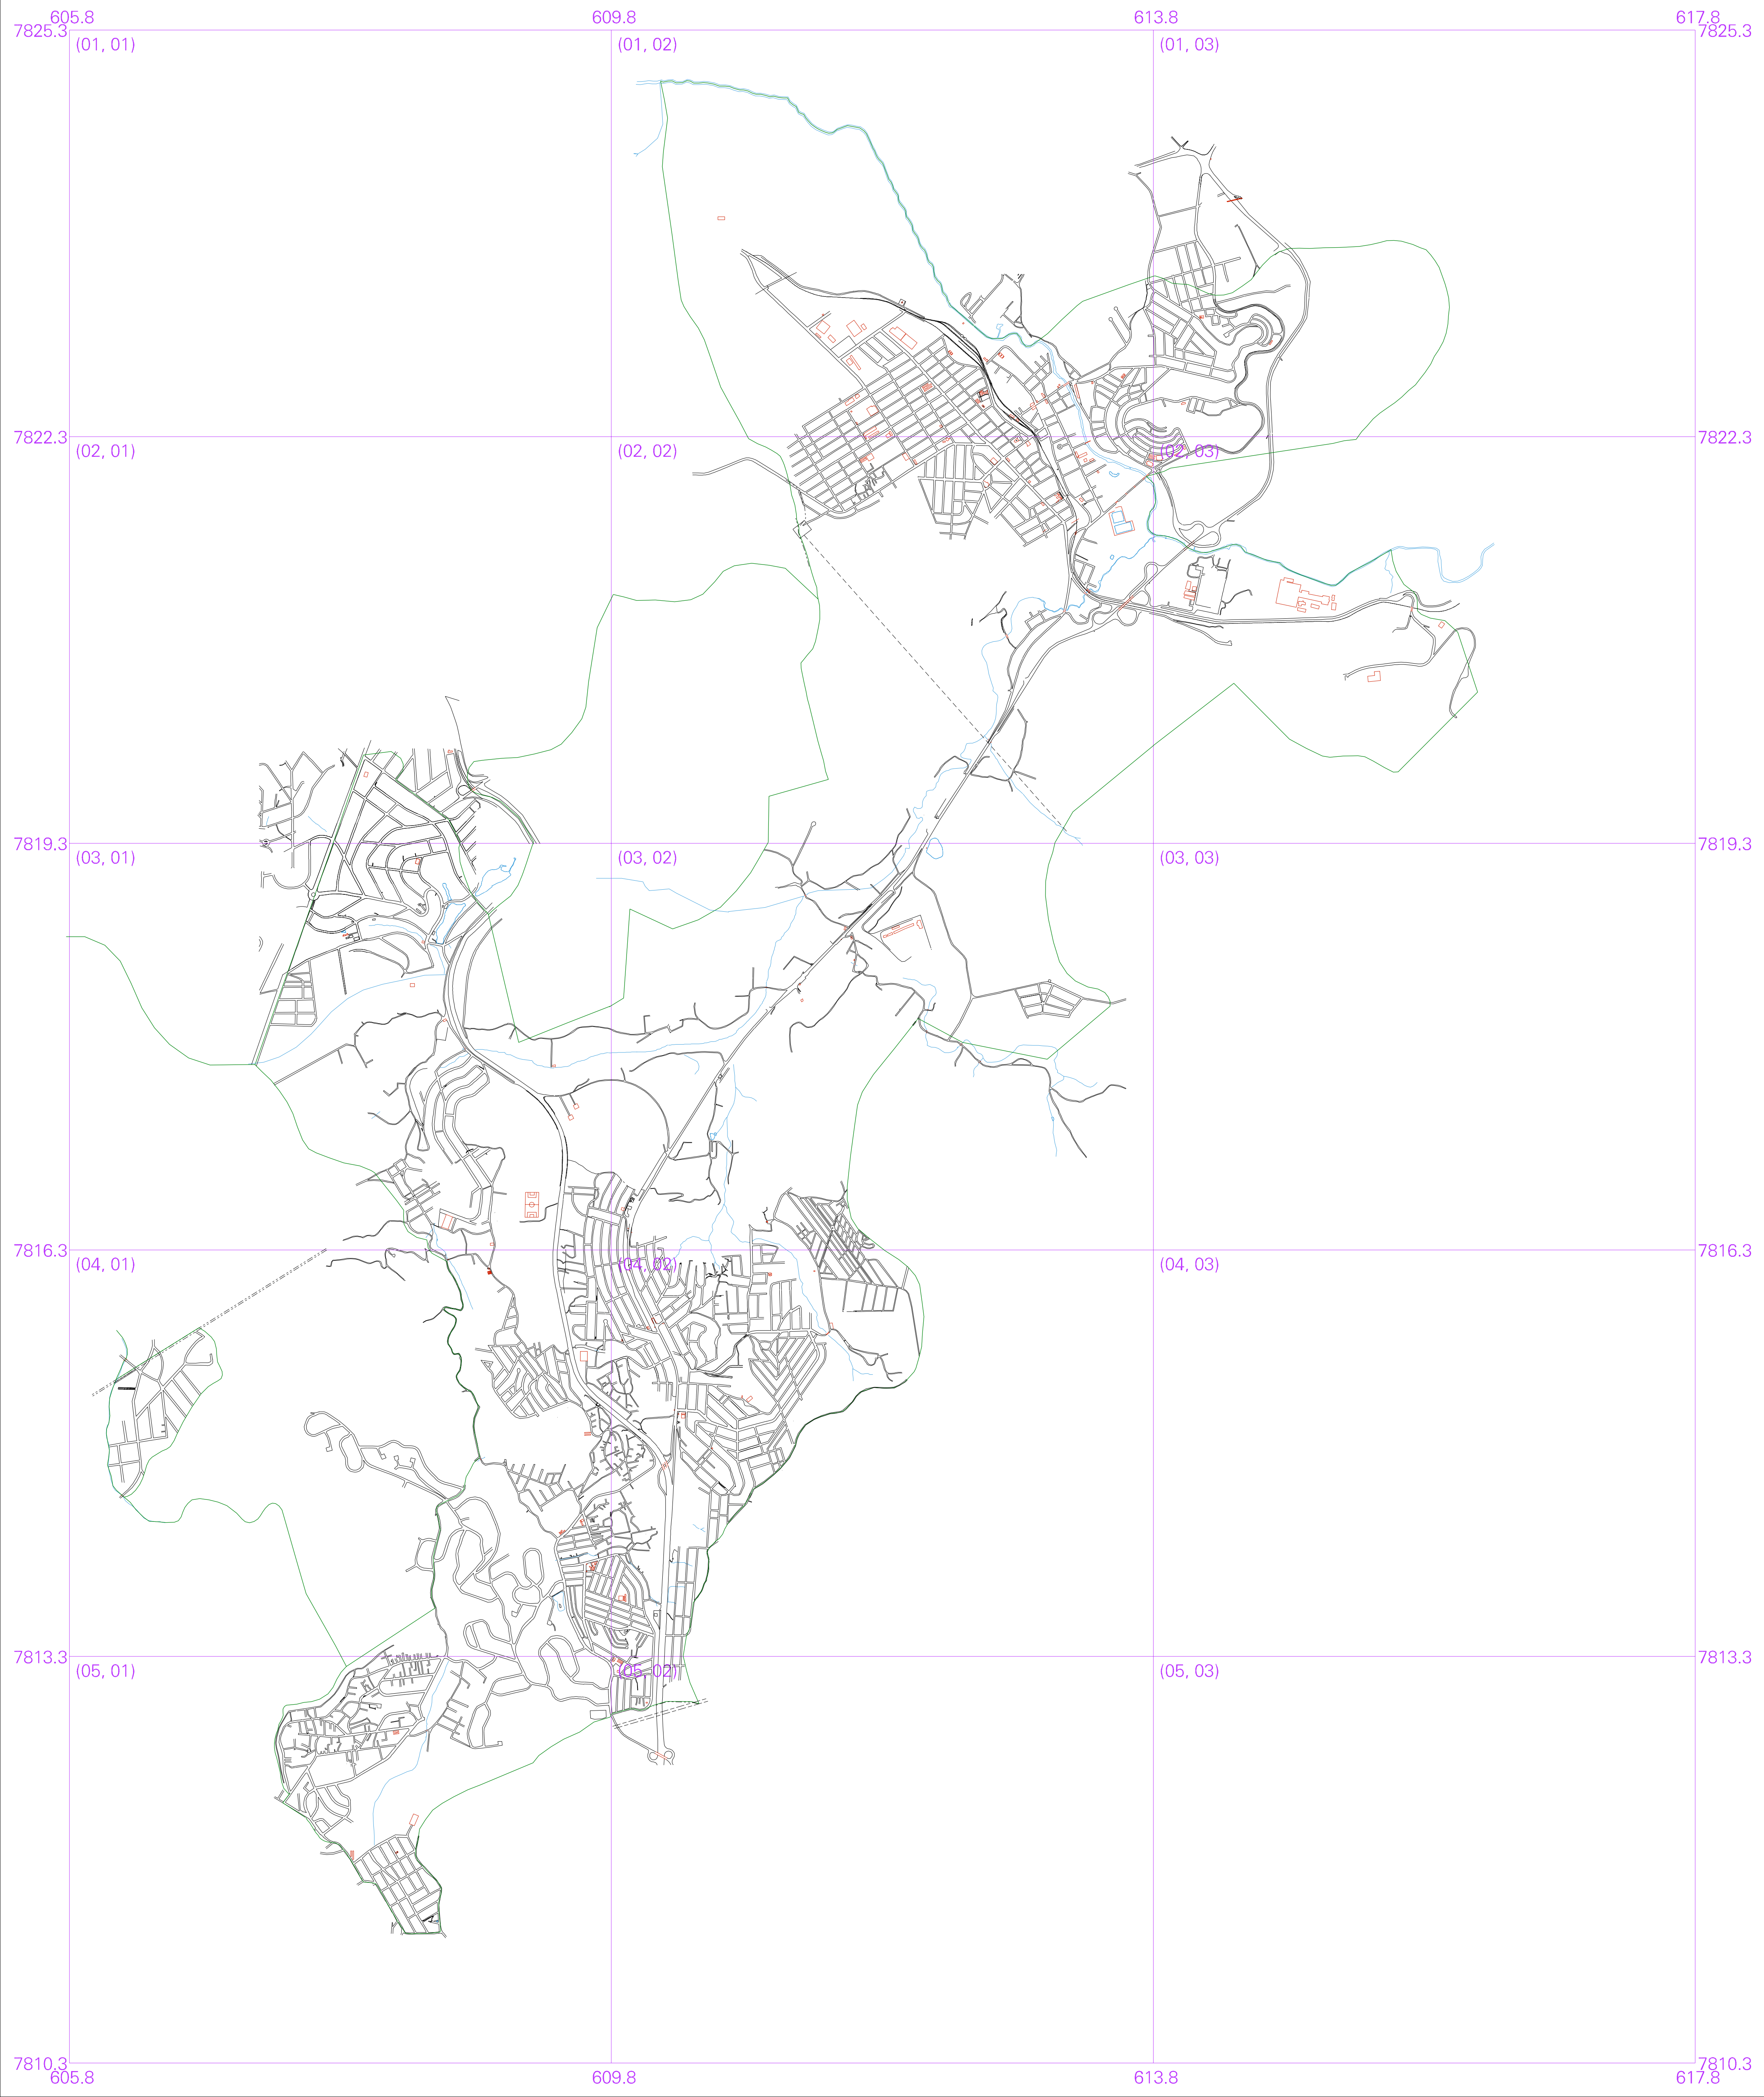 605.8 609.8 613.8 617.8
7825.3 7825.3
(01, 01) (01, 02) (01, 03)
7822.3 7822.3
(02, 01) (02, 02) (02, 03)
7819.3 7819.3
(03, 01) (03, 02) (03, 03)
7816.3 7816.3
(04, 01) (04, 02) (04, 03)
7813.3 7813.3
(05, 01) (05, 02) (05, 03)
7810.3 7810.3
605.8 609.8 613.8 617.8